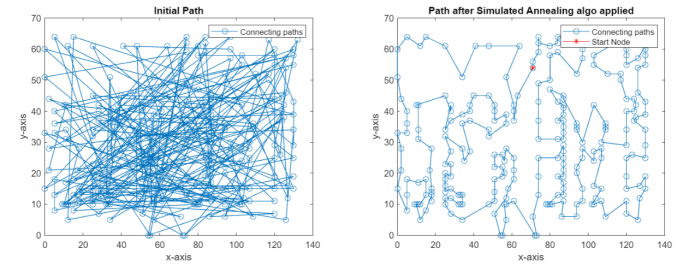 Initial Path
Connecting paths
70
60
50
40
30
20
10
0
y-axis
0 20 40 60 80 100 120 140
x-axis
Path after Simulated Annealing algo applied
Connecting paths
Start Node
70
60
50
40
30
20
10
0
y-axis
0 20 40 60 80 100 120 140
x-axis